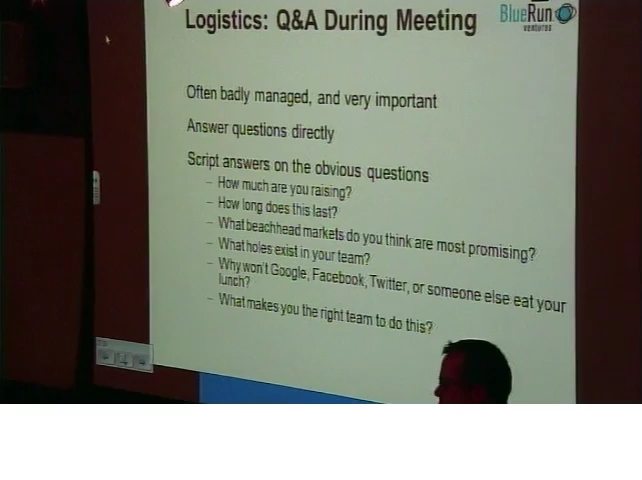 Logistics: Q&A During Meeting
BlueRun
ventures
Often badly managed, and very important
Answer questions directly
Script answers on the obvious questions
– How much are you raising?
– How long does this last?
– What beachhead markets do you think are most promising?
– What holes exist in your team?
– Why won't Google, Facebook, Twitter, or someone else eat your
lunch?
– What makes you the right team to do this?